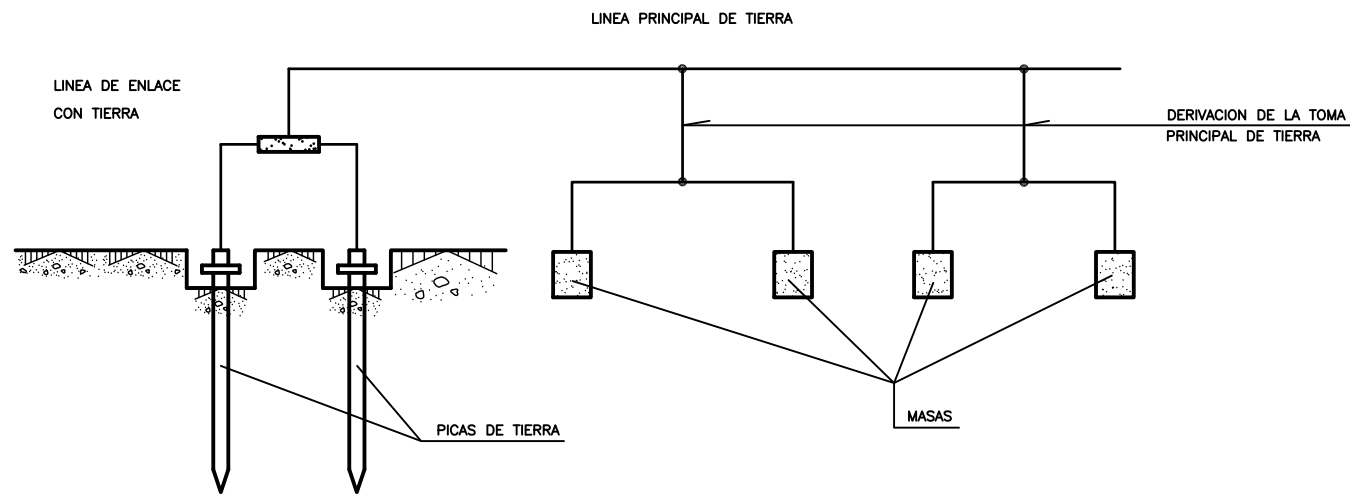 LINEA PRINCIPAL DE TIERRA
LINEA DE ENLACE
CON TIERRA
DERIVACION DE LA TOMA
PRINCIPAL DE TIERRA
MASAS
PICAS DE TIERRA